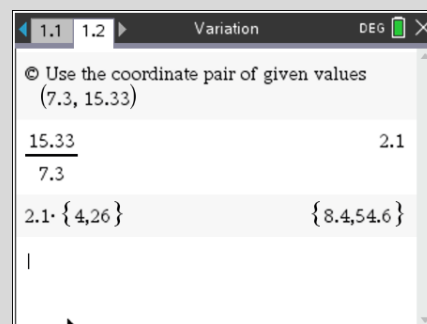 1.1 1.2 Variation DEG
© Use the coordinate pair of given values
(7.3, 15.33)
15.33
7.3
2.1
2.1·{4,26} {8.4,54.6}